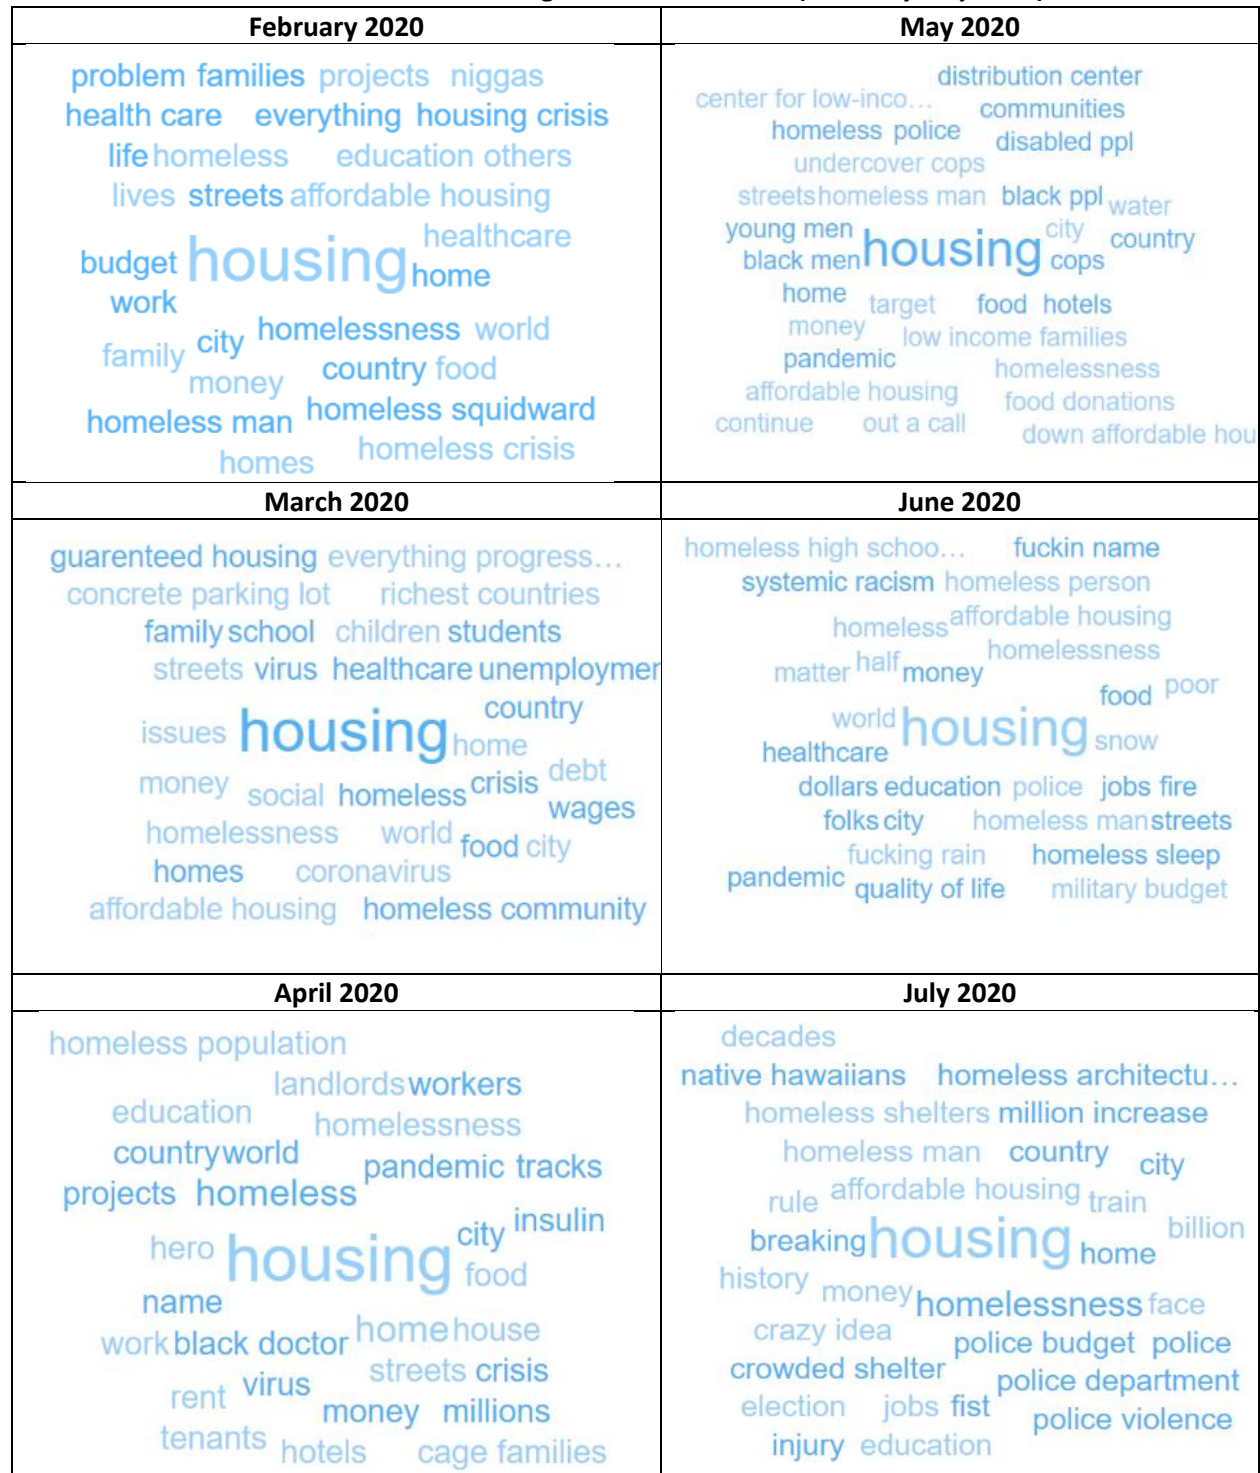 February 2020
problem families projects niggas
health care everything housing crisis
life homeless education others
lives streets affordable housing
healthcare
budget housing home
work
city homelessness world
family money country food
homeless man homeless squidward
homes homeless crisis
May 2020
distribution center
center for low-inco… communities
homeless police disabled ppl
undercover cops
streets homeless man black ppl water
young men housing city country
black men cops
home target food hotels
money low income families
pandemic homelessness
affordable housing food donations
continue out a call down affordable hou
March 2020
guarenteed housing everything progress…
concrete parking lot richest countries
family school children students
streets virus healthcare unemploymen
country
issues housing home
money social homeless crisis debt
wages
homelessness world food city
homes coronavirus
affordable housing homeless community
June 2020
homeless high schoo… fuckin name
systemic racism homeless person
homeless affordable housing
matter half money homelessness
food poor
world housing snow
healthcare
dollars education police jobs fire
folks city homeless man streets
fucking rain homeless sleep
pandemic quality of life military budget
April 2020
homeless population
landlords workers
education homelessness
country world pandemic tracks
projects homeless
hero housing city insulin
food
name
work black doctor home house
streets crisis
rent virus money millions
tenants hotels cage families
July 2020
decades
native hawaiians homeless architectu…
homeless shelters million increase
homeless man country city
rule affordable housing train
breaking housing home billion
history money homelessness face
crazy idea police budget police
crowded shelter police department
election jobs fist police violence
injury education